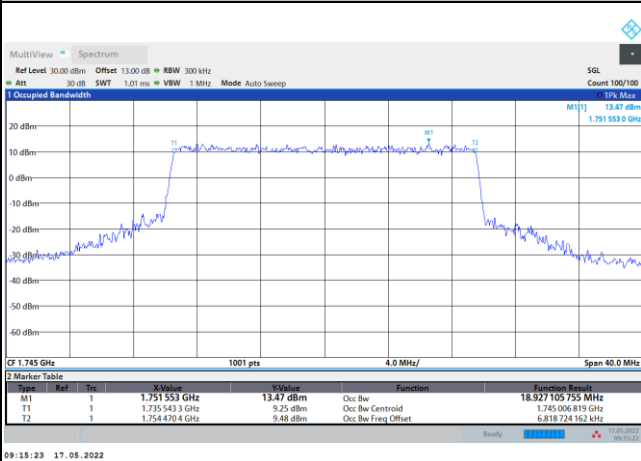 MultiView Spectrum
Ref Level 30.00 dBm Offset 13.00 dB RBW 300 kHz SGL
Att 30 dB SWT 1.01 ms VBW 1 MHz Mode Auto Sweep Count 100/100
1 Occupied Bandwidth 1Pk Max
M1[1] 13.47 dBm
1.751 553 0 GHz
20 dBm
M1
T1 T2
10 dBm
0 dBm
-10 dBm
-20 dBm
-30 dBm
-40 dBm
-50 dBm
-60 dBm
CF 1.745 GHz 1001 pts 4.0 MHz/ Span 40.0 MHz
2 Marker Table
Type Ref Trc X-Value Y-Value Function Function Result
M1 1 1.751 553 GHz 13.47 dBm Occ Bw 18.927 105 755 MHz
T1 1 1.735 543 3 GHz 9.25 dBm Occ Bw Centroid 1.745 006 819 GHz
T2 1 1.754 470 4 GHz 9.48 dBm Occ Bw Freq Offset 6.818 724 162 kHz
Ready 17.05.2022
09:15:22
09:15:23 17.05.2022